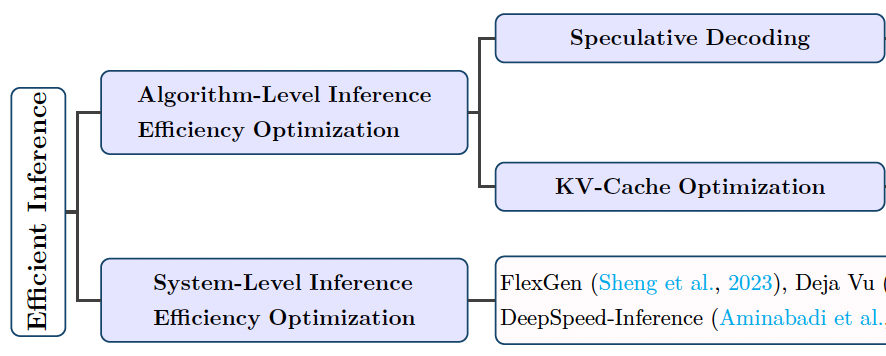 Efficient Inference
Algorithm-Level Inference
Efficiency Optimization
Speculative Decoding
KV-Cache Optimization
System-Level Inference
Efficiency Optimization
FlexGen (Sheng et al., 2023), Deja Vu (
DeepSpeed-Inference (Aminabadi et al.,